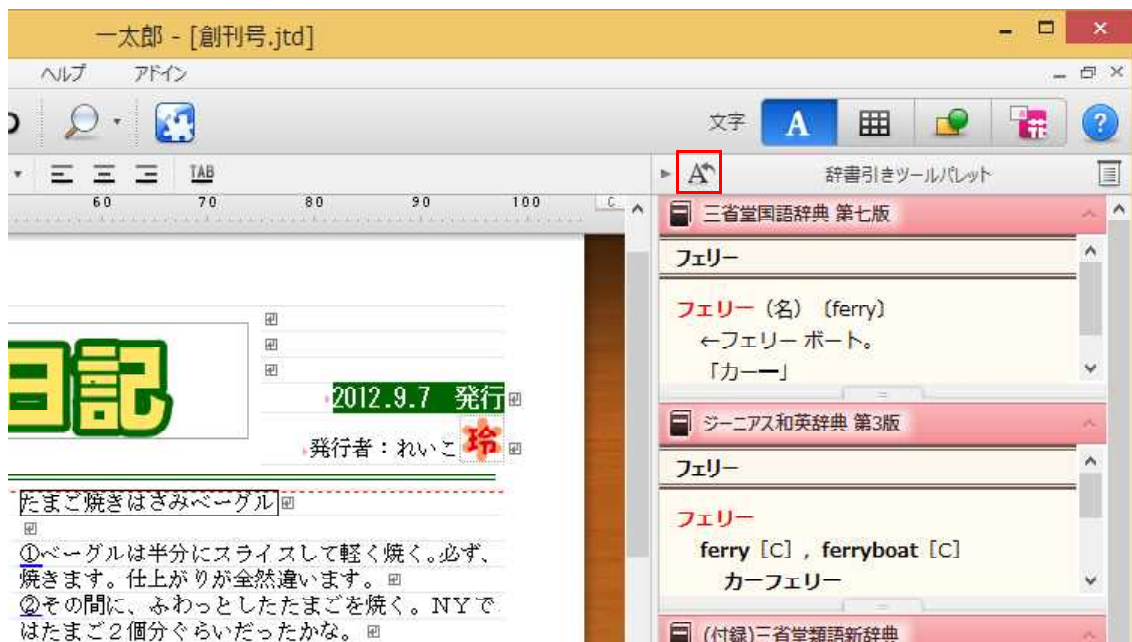 一太郎 - [創刊号.jtd]
ヘルプ アドイン
文字 A ?
TAB
A 辞書引きツールパレット
60 70 80 90 100
三省堂国語辞典 第七版
フェリー
フェリー（名）〔ferry〕
←フェリー ボート。
「カー━」
ジーニアス和英辞典 第3版
フェリー
フェリー
ferry [C] , ferryboat [C]
カーフェリー
(付録)三省堂類語新辞典
日記
2012.9.7 発行
発行者：れいこ 玲
たまご焼きはさみベーグル
①ベーグルは半分にスライスして軽く焼く。必ず、
焼きます。仕上がりが全然違います。
②その間に、ふわっとしたたまごを焼く。NYで
はたまご2個分ぐらいだったかな。